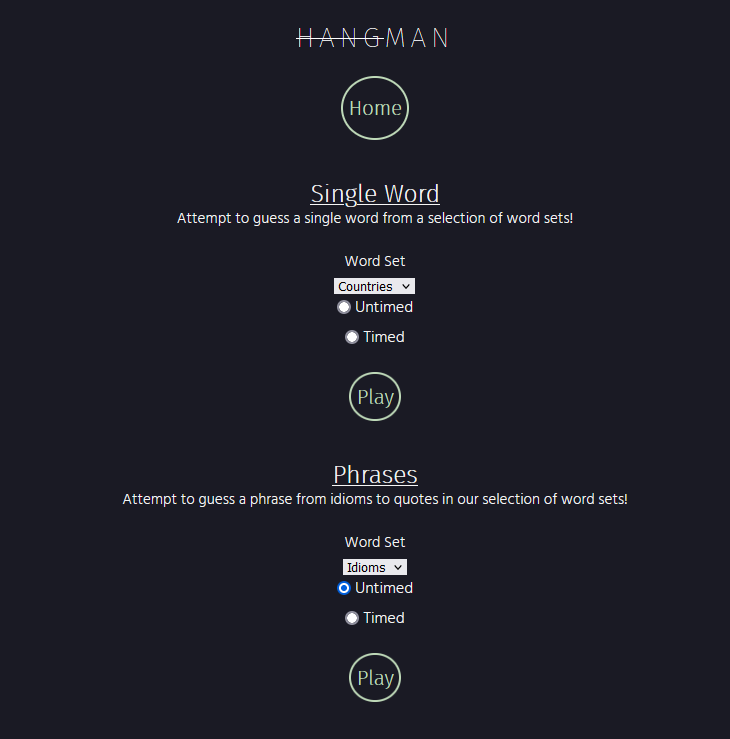 HANGMAN
Home
Single Word
Attempt to guess a single word from a selection of word sets!
Word Set
Countries
Untimed
Timed
Play
Phrases
Attempt to guess a phrase from idioms to quotes in our selection of word sets!
Word Set
Idioms
Untimed
Timed
Play